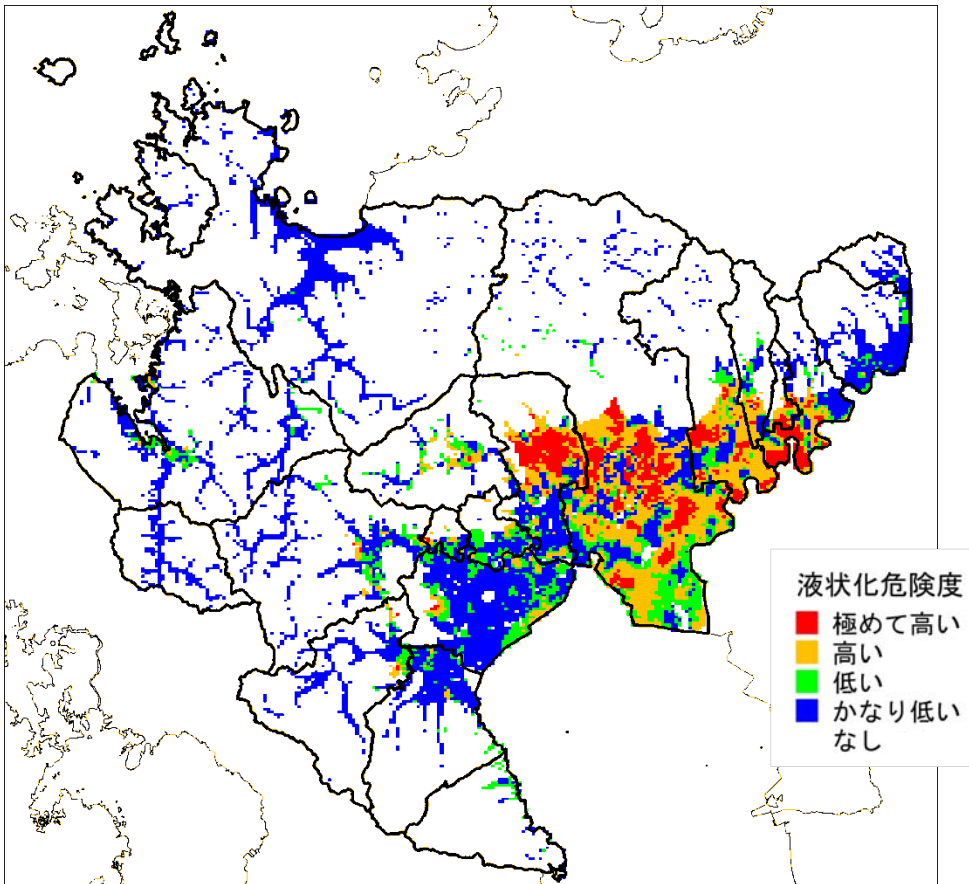 液状化危険度
極めて高い
高い
低い
かなり低い
なし